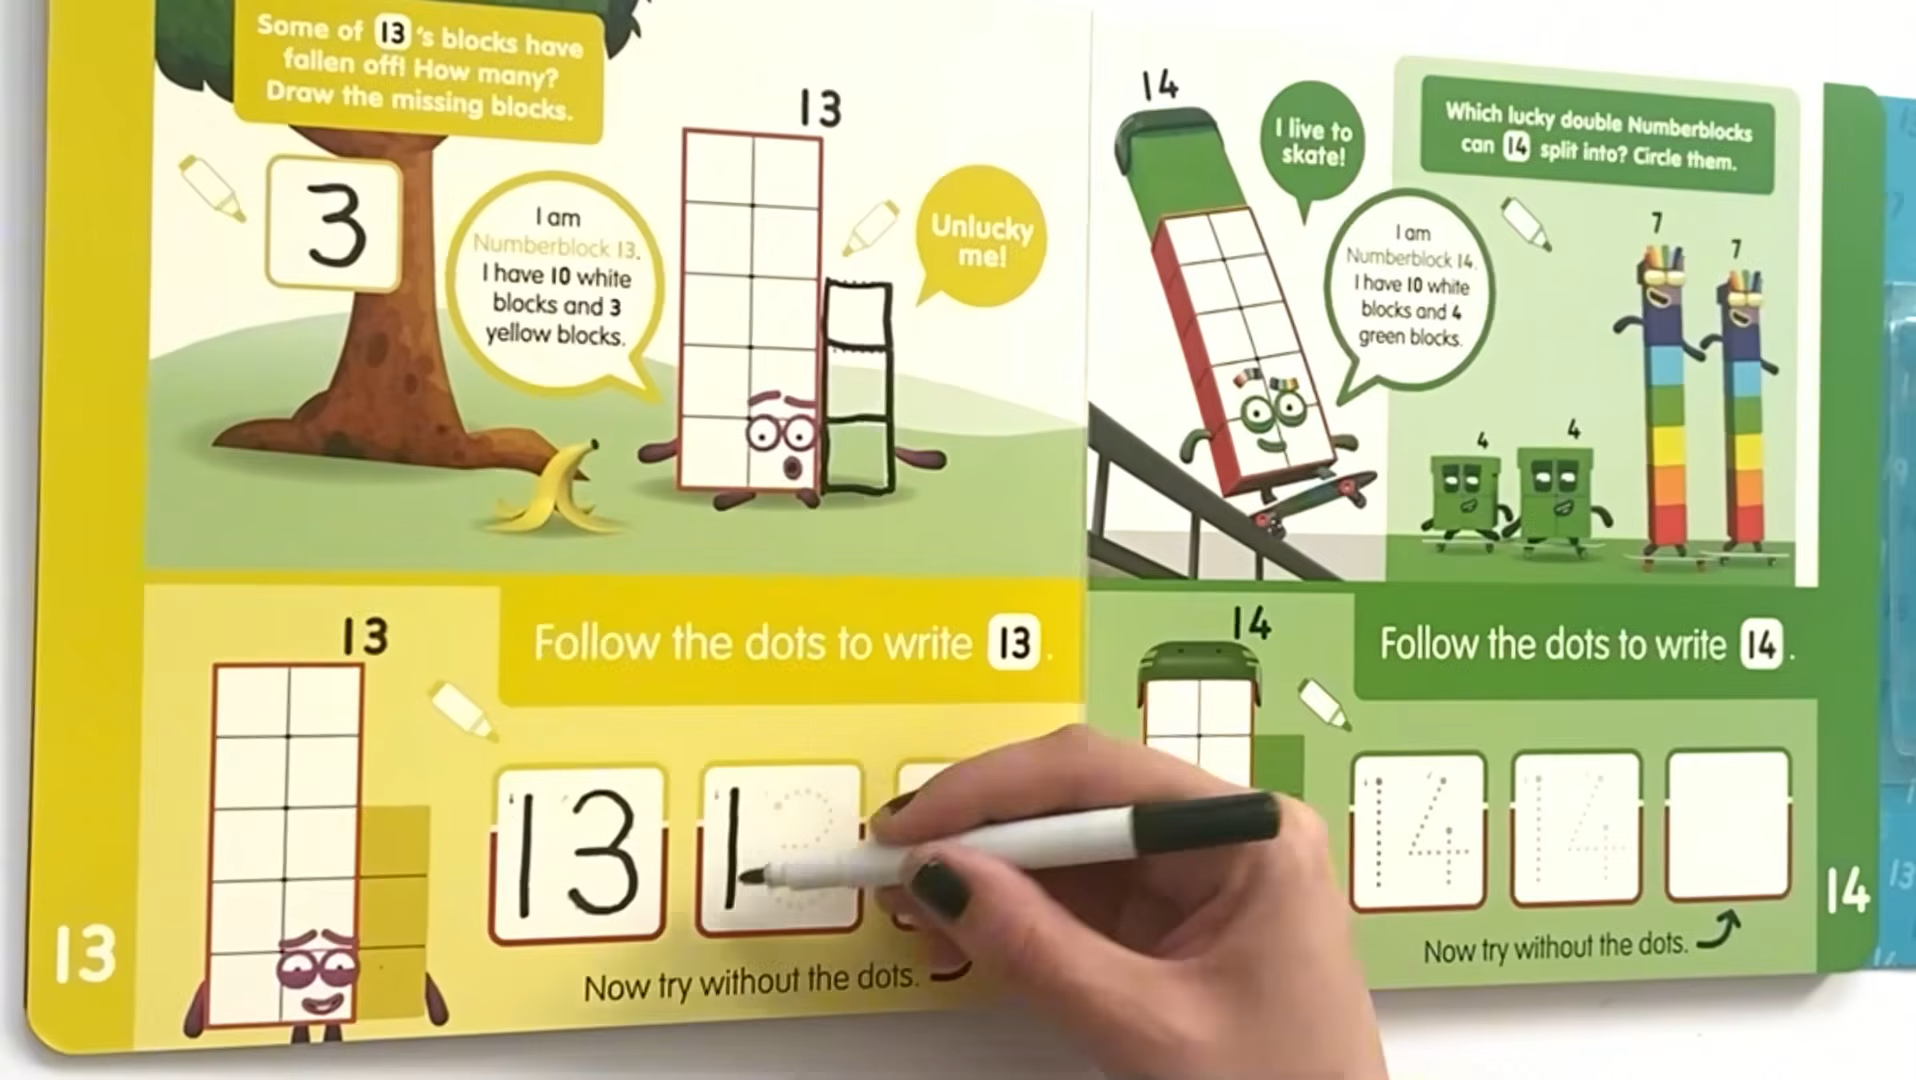 Some of 13's blocks have
fallen off! How many?
Draw the missing blocks.
3
I am
Numberblock 13.
I have 10 white
blocks and 3
yellow blocks.
13
Unlucky
me!
13
Follow the dots to write 13.
13
1
Now try without the dots.
13
14
I live to
skate!
Which lucky double Numberblocks
can 14 split into? Circle them.
I am
Numberblock 14.
I have 10 white
blocks and 4
green blocks.
4
4
7
7
14
Follow the dots to write 14.
14
14
Now try without the dots.
14
13